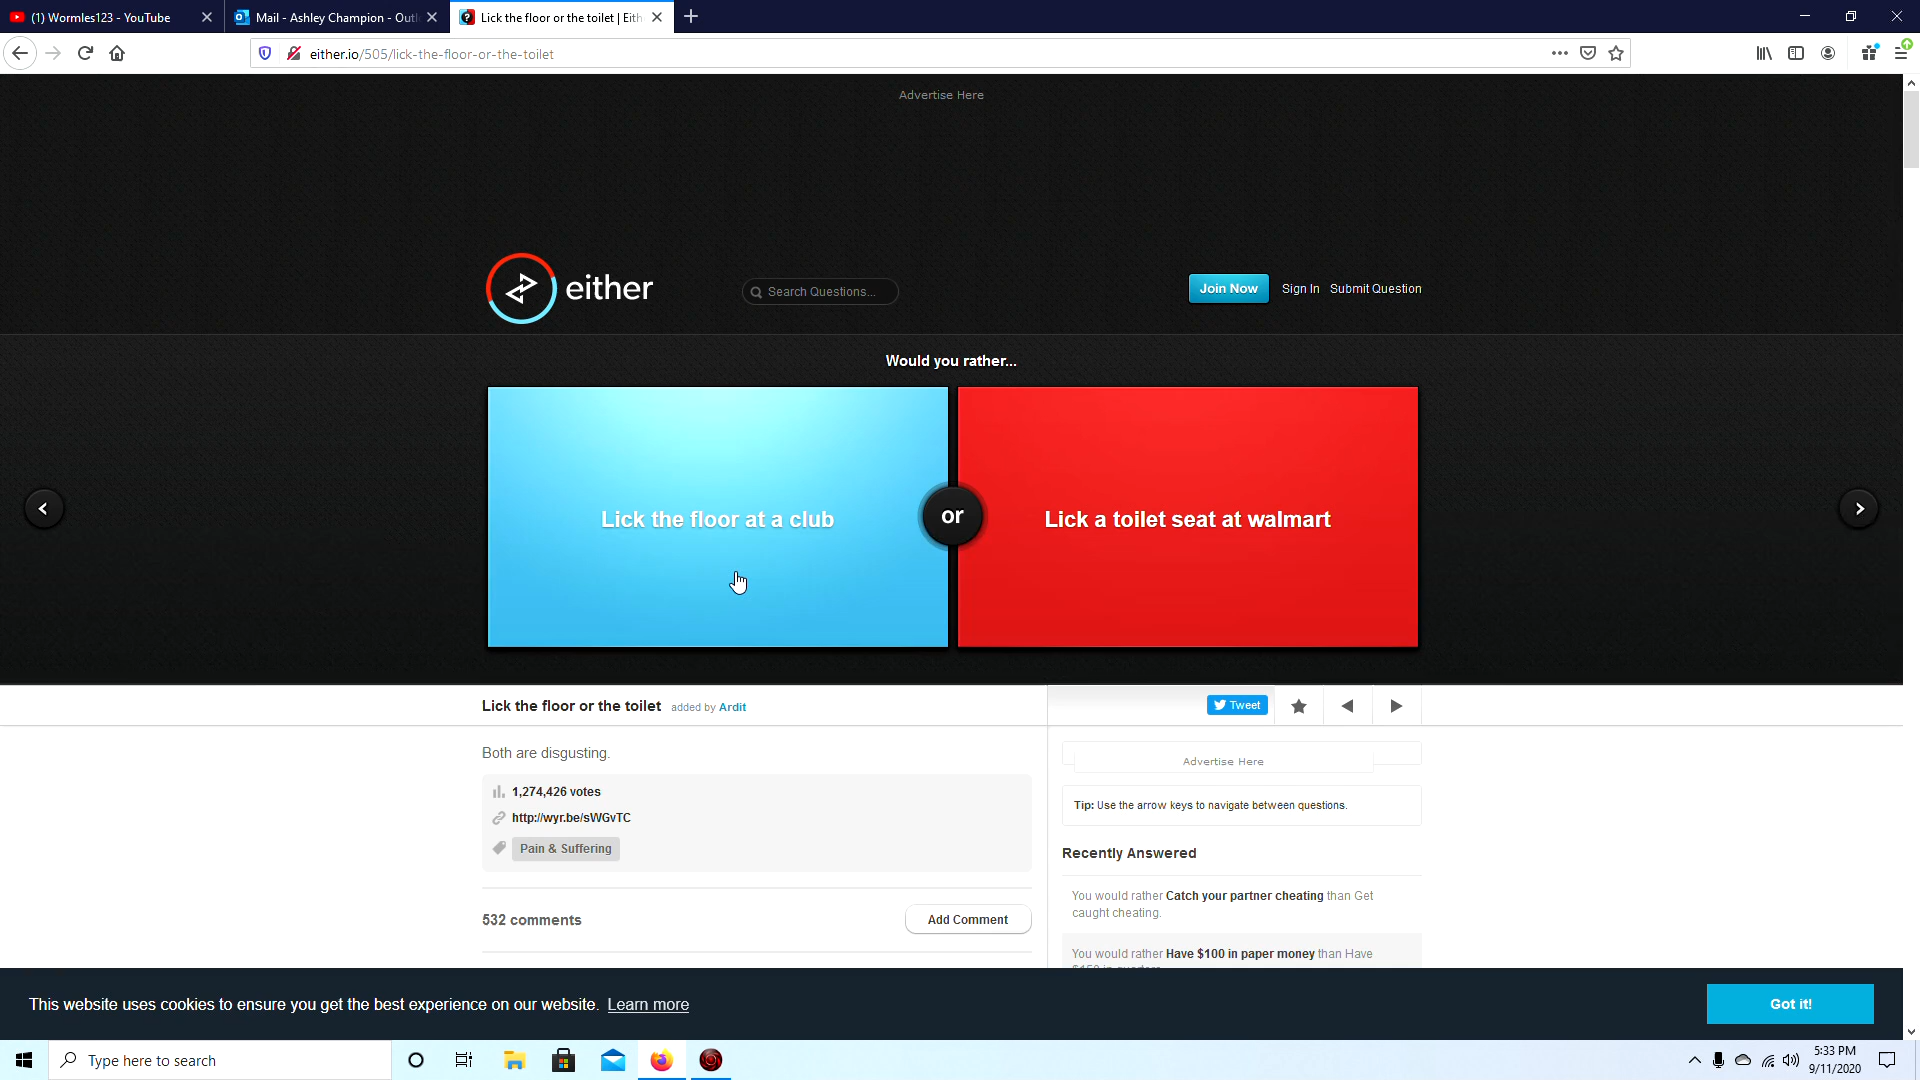 (1) Wormles123 - YouTube
Mail - Ashley Champion - Outl
Lick the floor or the toilet | Eith
either.io/505/lick-the-floor-or-the-toilet
Advertise Here
either
Search Questions...
Join Now
Sign In
Submit Question
Would you rather...
Lick the floor at a club
or
Lick a toilet seat at walmart
Lick the floor or the toilet added by Ardit
Tweet
Both are disgusting.
1,274,426 votes
http://wyr.be/sWGvTC
Pain & Suffering
532 comments
Add Comment
Advertise Here
Tip: Use the arrow keys to navigate between questions.
Recently Answered
You would rather Catch your partner cheating than Get
caught cheating.
You would rather Have $100 in paper money than Have
This website uses cookies to ensure you get the best experience on our website. Learn more
Got it!
Type here to search
5:33 PM
9/11/2020